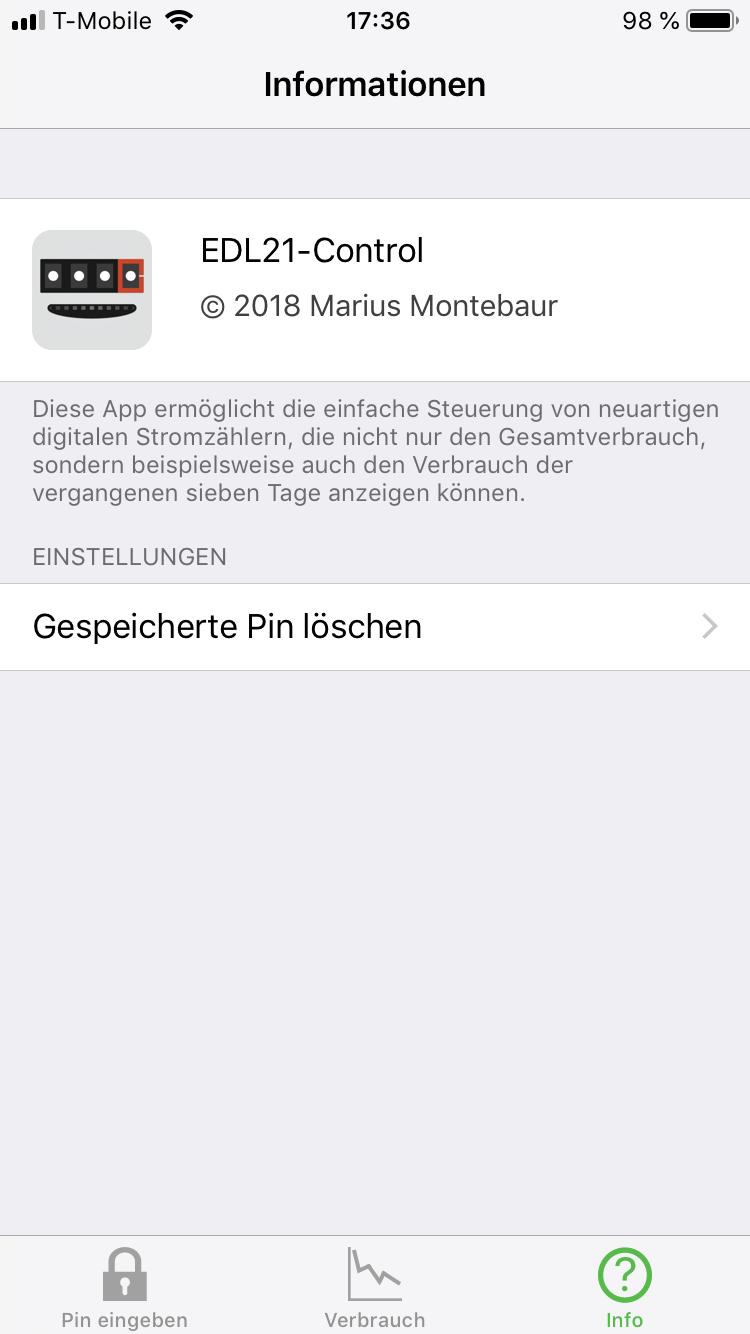 T-Mobile 17:36 98 %
Informationen
EDL21-Control
© 2018 Marius Montebaur
Diese App ermöglicht die einfache Steuerung von neuartigen
digitalen Stromzählern, die nicht nur den Gesamtverbrauch,
sondern beispielsweise auch den Verbrauch der
vergangenen sieben Tage anzeigen können.
EINSTELLUNGEN
Gespeicherte Pin löschen
Pin eingeben Verbrauch Info